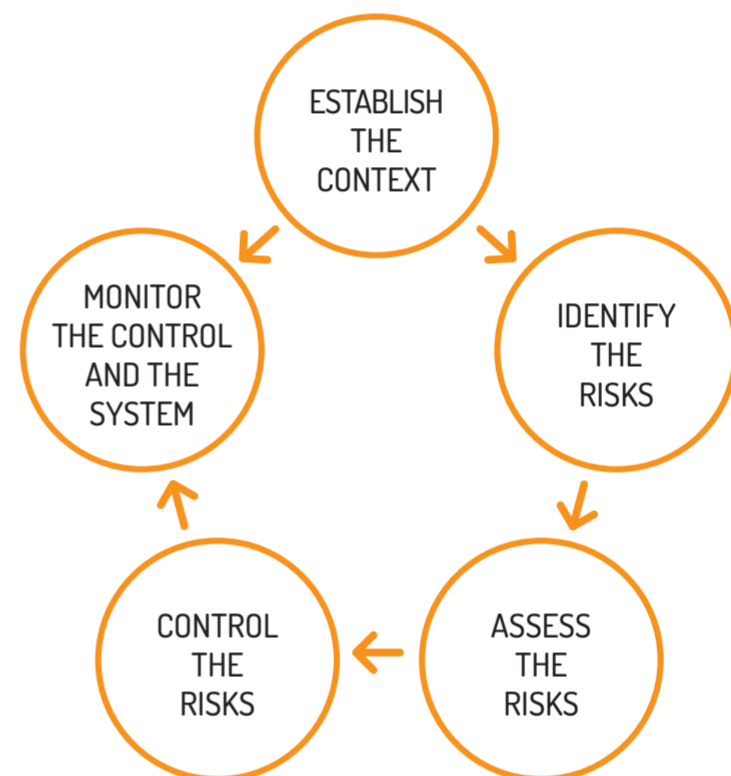 ESTABLISH
THE
CONTEXT
IDENTIFY
THE
RISKS
ASSESS
THE
RISKS
CONTROL
THE
RISKS
MONITOR
THE CONTROL
AND THE
SYSTEM